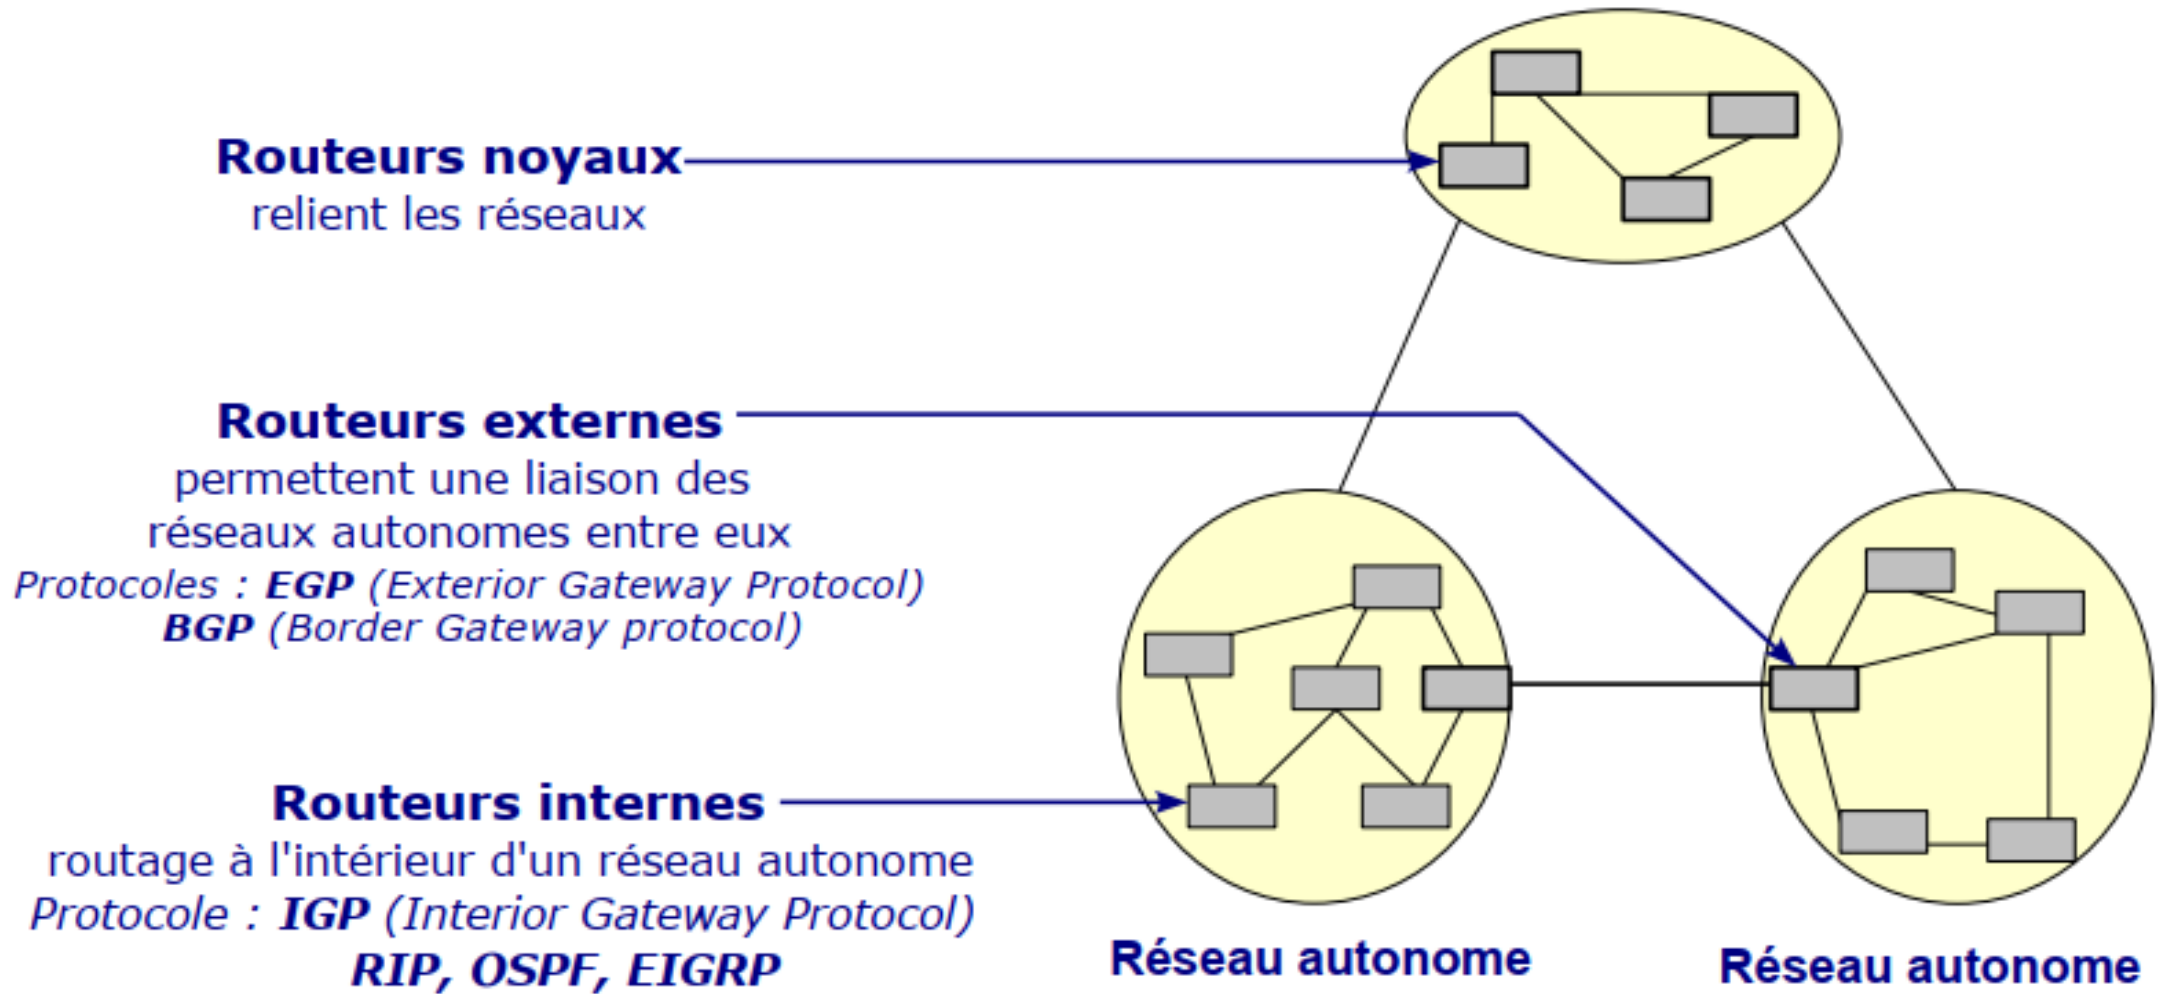 Routeurs noyaux
relient les réseaux
Routeurs externes
permettent une liaison des
réseaux autonomes entre eux
Protocoles : EGP (Exterior Gateway Protocol)
BGP (Border Gateway protocol)
Routeurs internes
routage à l'intérieur d'un réseau autonome
Protocole : IGP (Interior Gateway Protocol)
RIP, OSPF, EIGRP
Réseau autonome
Réseau autonome